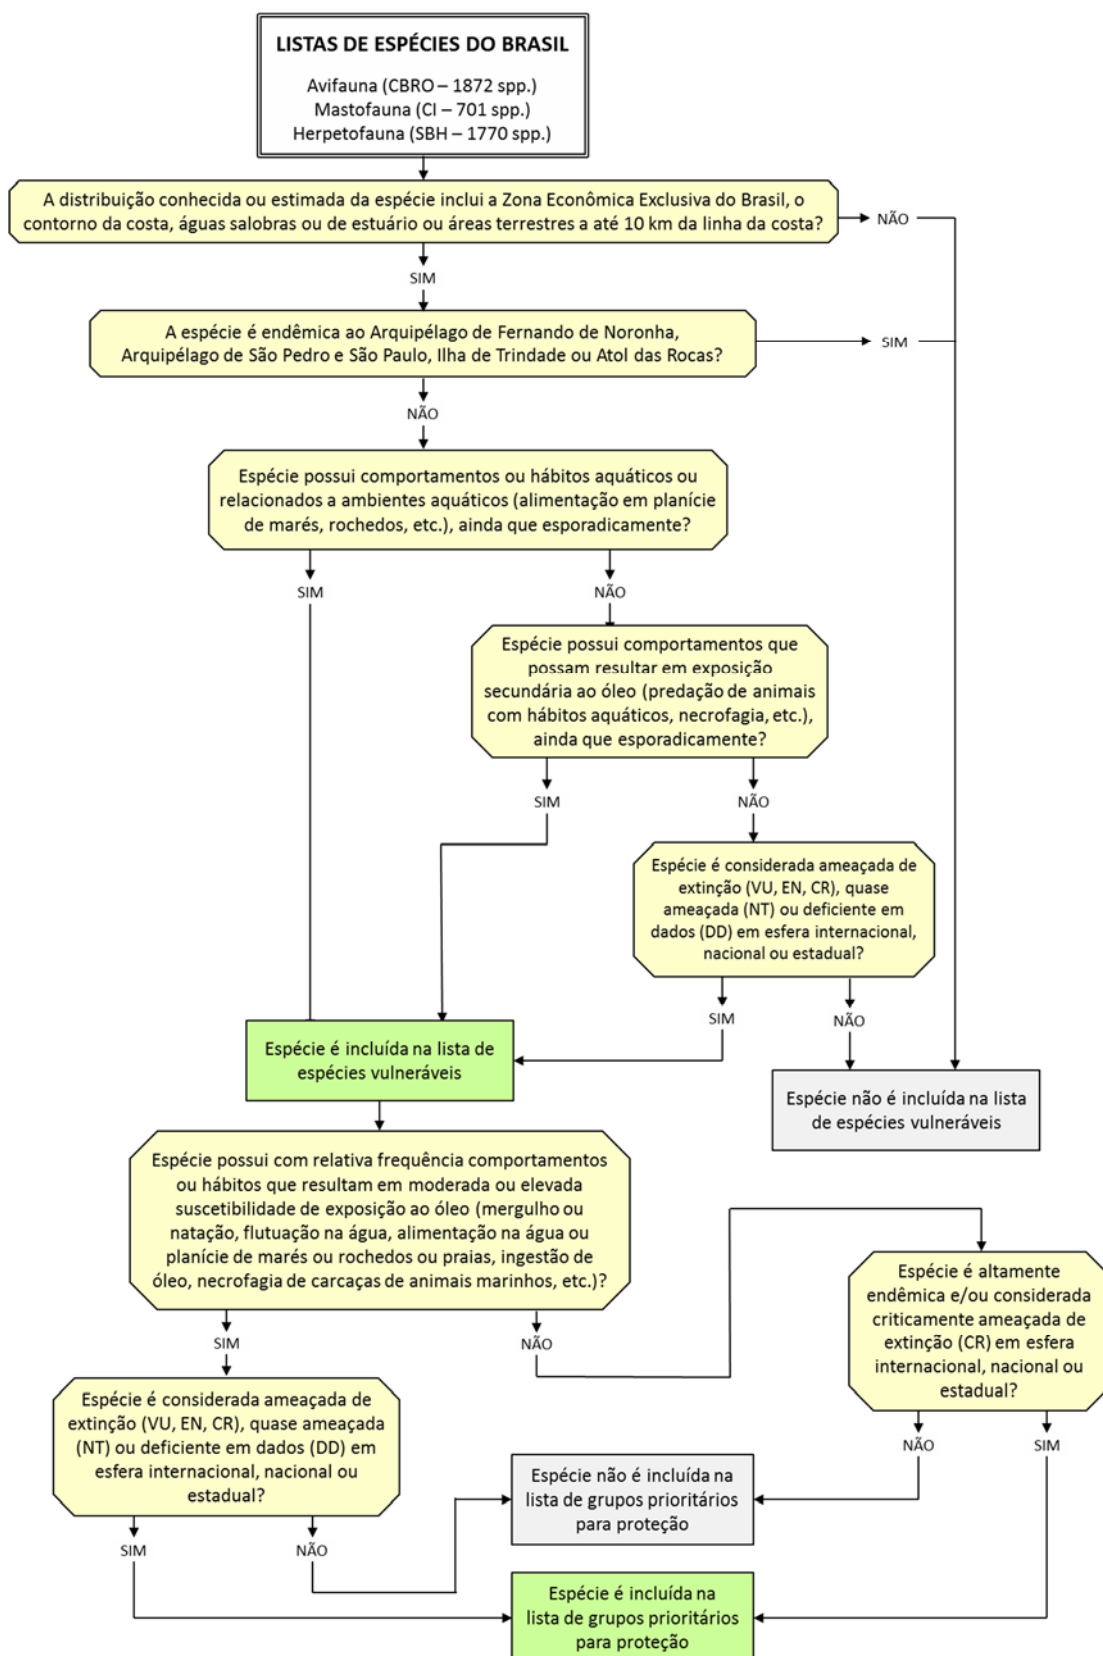 LISTAS DE ESPÉCIES DO BRASIL
Avifauna (CBRO – 1872 spp.)
Mastofauna (CI – 701 spp.)
Herpetofauna (SBH – 1770 spp.)
A distribuição conhecida ou estimada da espécie inclui a Zona Econômica Exclusiva do Brasil, o
contorno da costa, águas salobras ou de estuário ou áreas terrestres a até 10 km da linha da costa?
NÃO
SIM
A espécie é endêmica ao Arquipélago de Fernando de Noronha,
Arquipélago de São Pedro e São Paulo, Ilha de Trindade ou Atol das Rocas?
SIM
NÃO
Espécie possui comportamentos ou hábitos aquáticos ou
relacionados a ambientes aquáticos (alimentação em planície
de marés, rochedos, etc.), ainda que esporadicamente?
SIM
NÃO
Espécie possui comportamentos que
possam resultar em exposição
secundária ao óleo (predação de animais
com hábitos aquáticos, necrofagia, etc.),
ainda que esporadicamente?
SIM
NÃO
Espécie é considerada ameaçada de
extinção (VU, EN, CR), quase
ameaçada (NT) ou deficiente em
dados (DD) em esfera internacional,
nacional ou estadual?
SIM
NÃO
Espécie é incluída na lista de
espécies vulneráveis
Espécie não é incluída na lista
de espécies vulneráveis
Espécie possui com relativa frequência comportamentos
ou hábitos que resultam em moderada ou elevada
suscetibilidade de exposição ao óleo (mergulho ou
natação, flutuação na água, alimentação na água ou
planície de marés ou rochedos ou praias, ingestão de
óleo, necrofagia de carcaças de animais marinhos, etc.)?
SIM
NÃO
Espécie é altamente
endêmica e/ou considerada
criticamente ameaçada de
extinção (CR) em esfera
internacional, nacional ou
estadual?
NÃO
SIM
Espécie é considerada ameaçada de
extinção (VU, EN, CR), quase ameaçada
(NT) ou deficiente em dados (DD) em
esfera internacional, nacional ou
estadual?
SIM
NÃO
Espécie não é incluída na
lista de grupos prioritários
para proteção
Espécie é incluída na
lista de grupos prioritários
para proteção